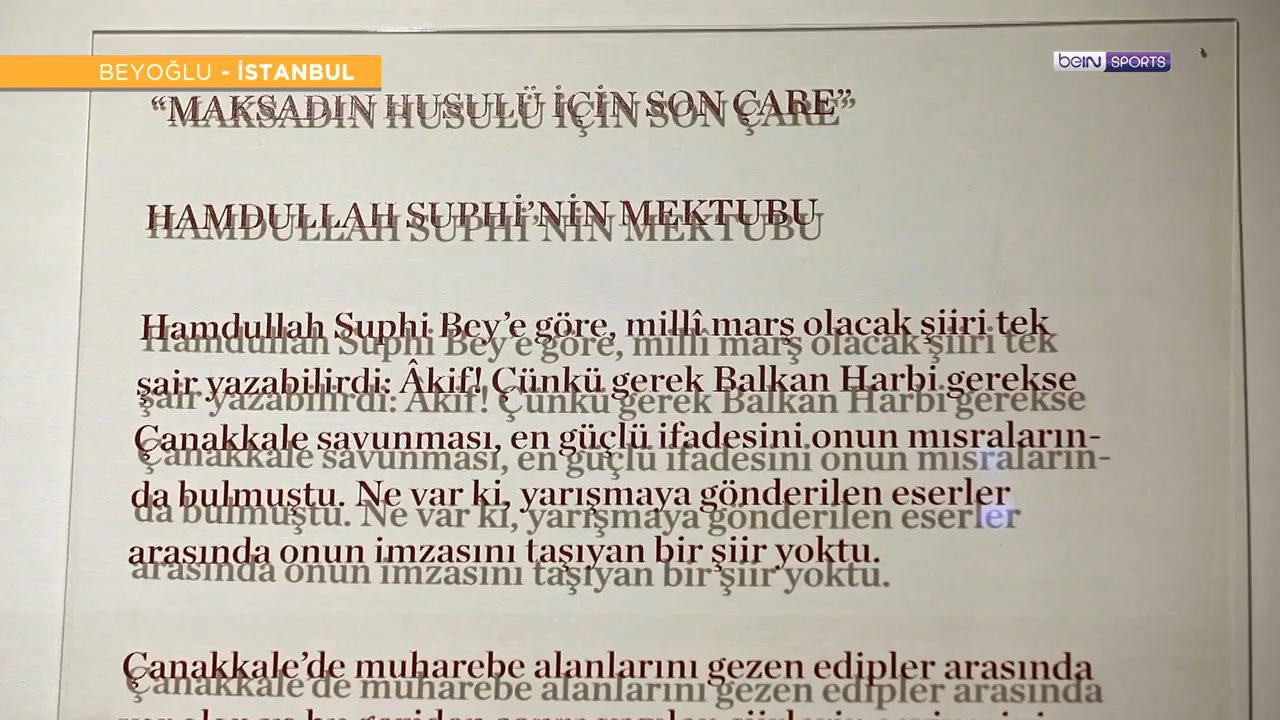 BEYOĞLU - İSTANBUL
beIN SPORTS
“MAKSADIN HUSULÜ İÇİN SON ÇARE”
HAMDULLAH SUPHİ’NİN MEKTUBU
Hamdullah Suphi Bey’e göre, millî marş olacak şiiri tek
şair yazabilirdi: Âkif! Çünkü gerek Balkan Harbi gerekse
Çanakkale savunması, en güçlü ifadesini onun mısraların-
da bulmuştu. Ne var ki, yarışmaya gönderilen eserler
arasında onun imzasını taşıyan bir şiir yoktu.
Çanakkale’de muharebe alanlarını gezen edipler arasında